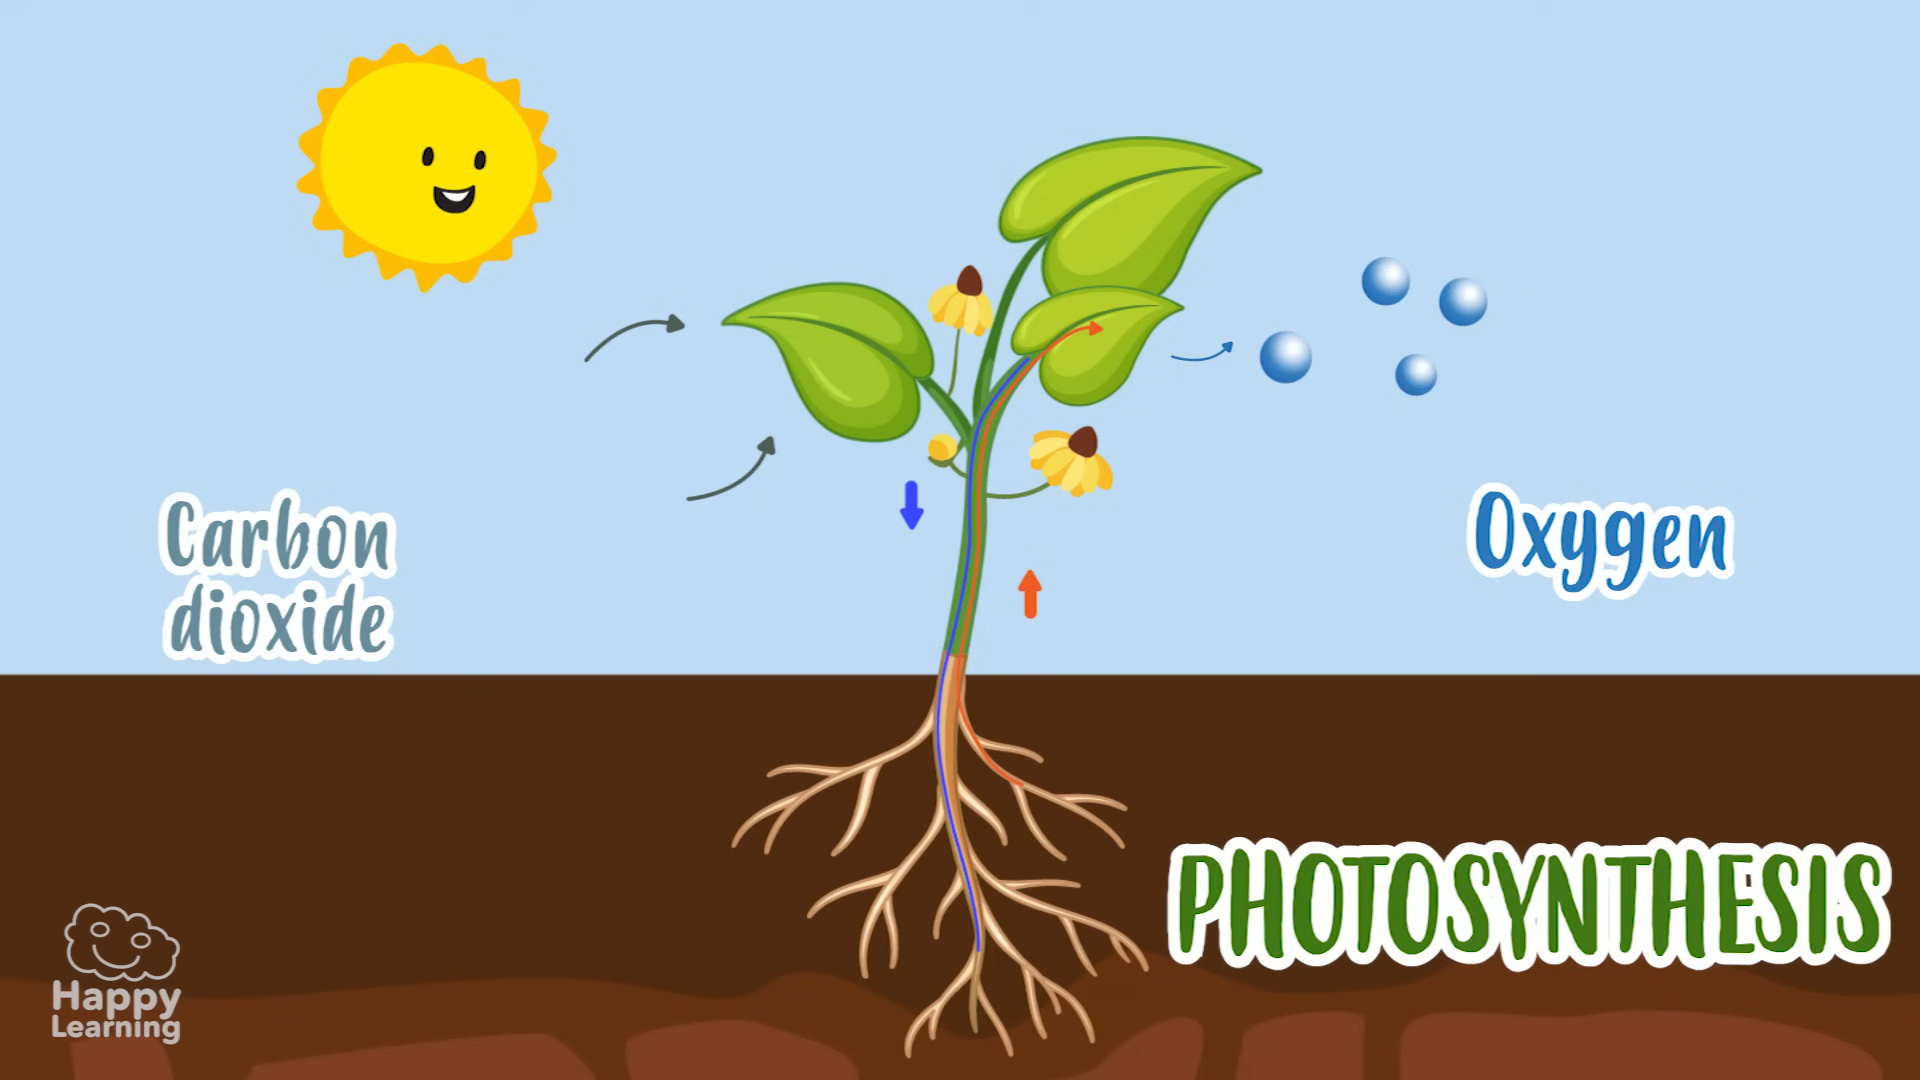 Carbon
dioxide
Oxygen
PHOTOSYNTHESIS
Happy
Learning